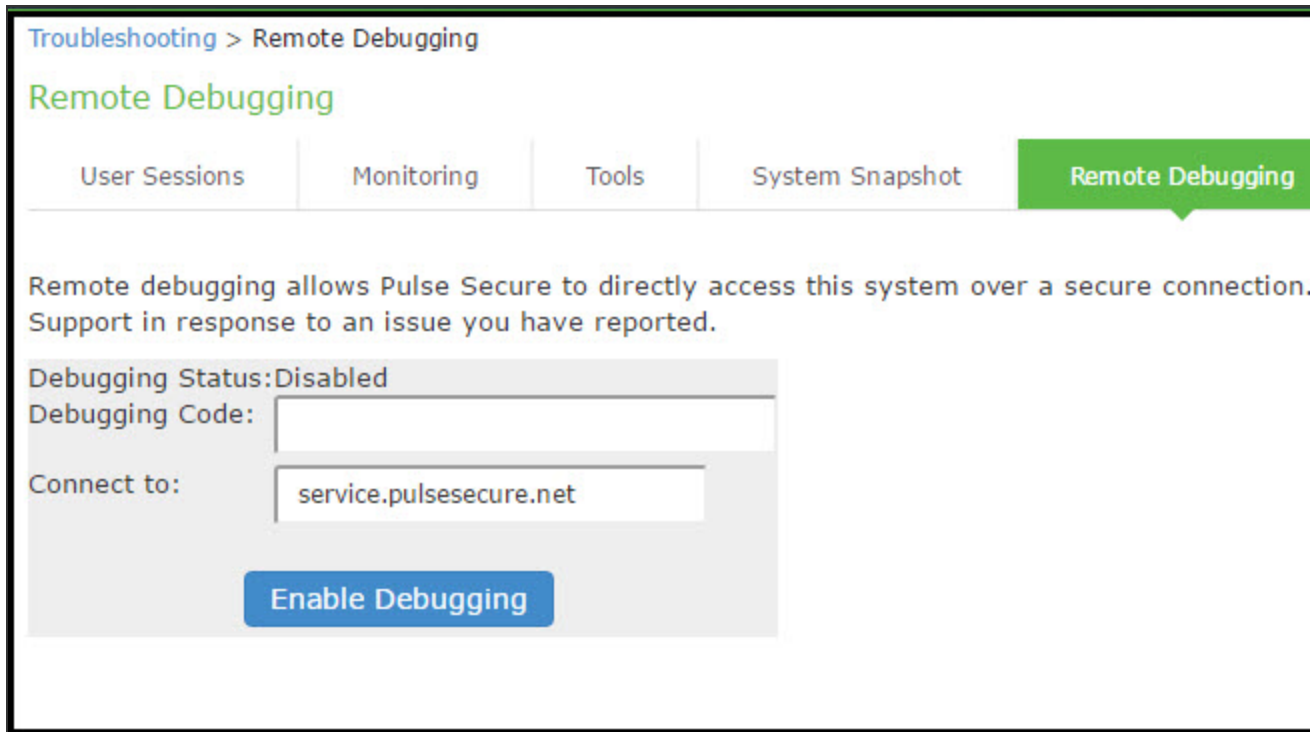 Troubleshooting > Remote Debugging
Remote Debugging
User Sessions
Monitoring
Tools
System Snapshot
Remote Debugging
Remote debugging allows Pulse Secure to directly access this system over a secure connection.
Support in response to an issue you have reported.
Debugging Status:Disabled
Debugging Code:
Connect to: service.pulsesecure.net
Enable Debugging